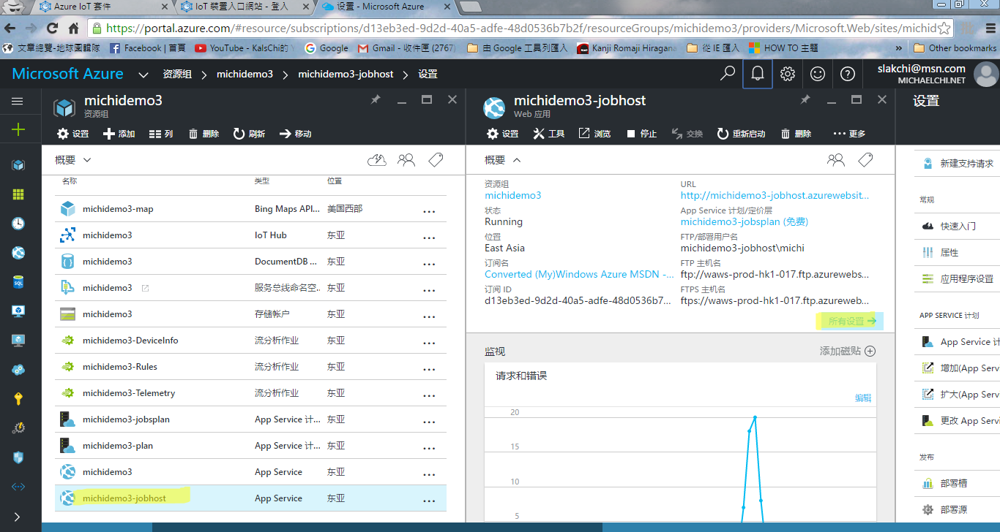 Azure IoT 套件
IoT 裝置入口網站 - 登入
设置 - Microsoft Azure
https://portal.azure.com/#resource/subscriptions/d13eb3ed-9d2d-40a5-adfe-48d0536b7b2f/resourceGroups/michidemo3/providers/Microsoft.Web/sites/michid
文章總覽-地球圖輯隊
Facebook | 首頁
YouTube - KalsChi的
Google
Gmail - 收件匣 (2767)
由 Google 工具列匯入
Kanji Romaji Hiragana
從 IE 匯入
HOW TO 主題
»
Other bookmarks
Microsoft Azure
资源组 > michidemo3 > michidemo3-jobhost > 设置
slakchi@msn.com
MICHAELCHI.NET
michidemo3
资源组
设置 添加 列 删除 刷新 移动
概要
名称 类型 位置
michidemo3-map Bing Maps API... 美国西部 ...
michidemo3 IoT Hub 东亚 ...
michidemo3 DocumentDB ... 东亚 ...
michidemo3 服务总线命名空... 东亚 ...
michidemo3 存储帐户 东亚 ...
michidemo3-DeviceInfo 流分析作业 东亚 ...
michidemo3-Rules 流分析作业 东亚 ...
michidemo3-Telemetry 流分析作业 东亚 ...
michidemo3-jobsplan App Service 计... 东亚 ...
michidemo3-plan App Service 计... 东亚 ...
michidemo3 App Service 东亚 ...
michidemo3-jobhost App Service 东亚 ...
michidemo3-jobhost
Web 应用
设置 工具 浏览 停止 交换 重新启动 删除 ... 更多
概要
资源组
michidemo3
状态
Running
位置
East Asia
订阅名
Converted (My)Windows Azure MSDN -...
订阅 ID
d13eb3ed-9d2d-40a5-adfe-48d0536b7...
URL
http://michidemo3-jobhost.azurewebsit...
App Service 计划/定价层
michidemo3-jobsplan (免费)
FTP/部署用户名
michidemo3-jobhost\michi
FTP 主机名
ftp://waws-prod-hk1-017.ftp.azurewebs...
FTPS 主机名
ftps://waws-prod-hk1-017.ftp.azureweb...
所有设置 →
监视
添加磁贴
请求和错误
编辑
20
15
10
5
设置
新建支持请求
常规
快速入门
属性
应用程序设置
APP SERVICE 计划
App Service 计
增加(App Serv
扩大(App Serv
更改 App Servi
发布
部署槽
部署源